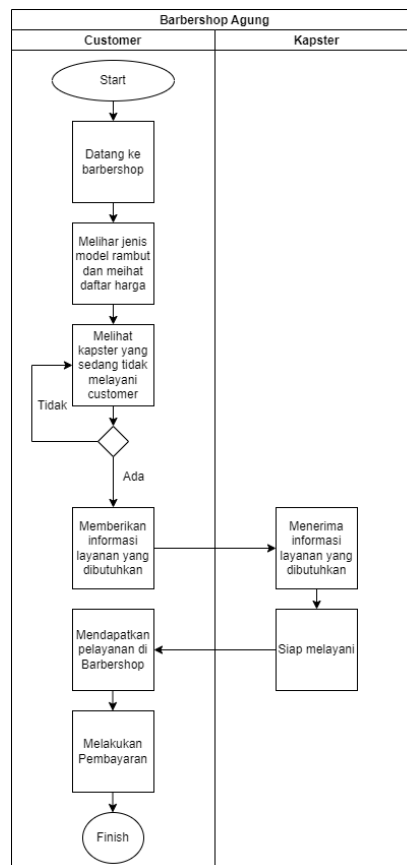 Barbershop Agung
Customer
Kapster
Start
Datang ke
barbershop
Melihar jenis
model rambut
dan meihat
daftar harga
Melihat
kapster yang
sedang tidak
melayani
customer
Tidak
Ada
Memberikan
informasi
layanan yang
dibutuhkan
Menerima
informasi
layanan yang
dibutuhkan
Siap melayani
Mendapatkan
pelayanan di
Barbershop
Melakukan
Pembayaran
Finish